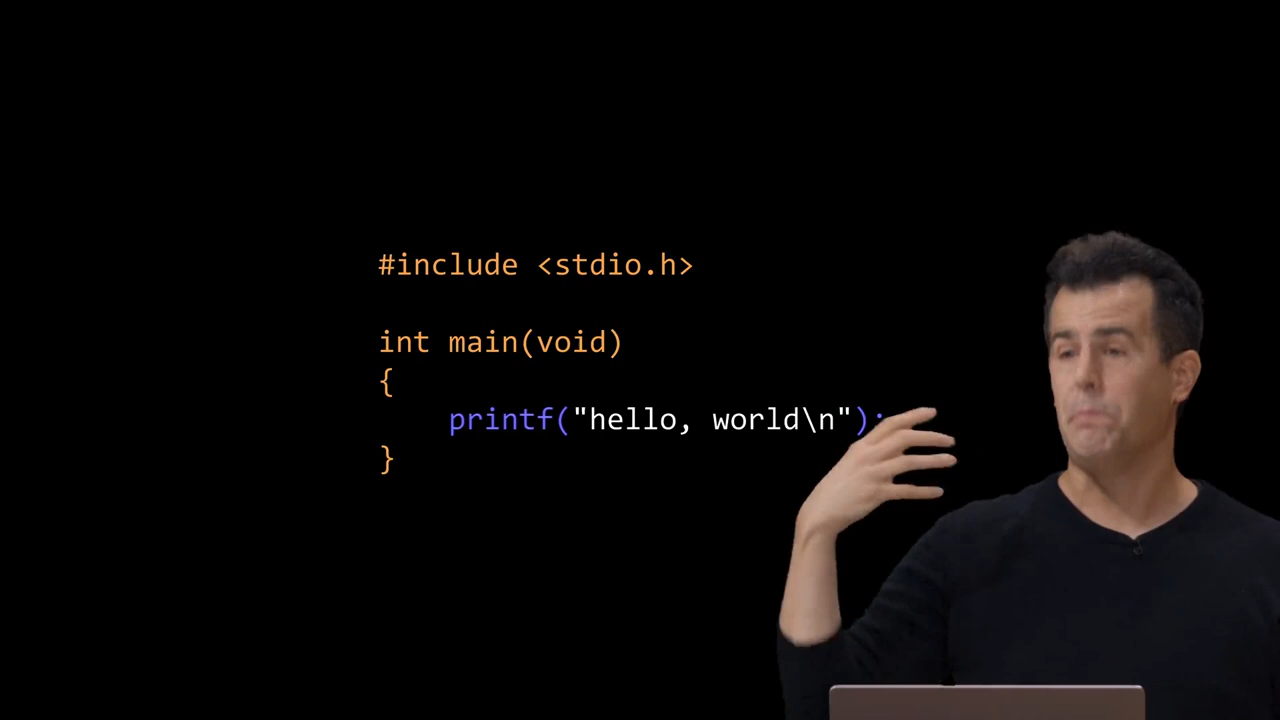 #include <stdio.h>
int main(void)
{
printf("hello, world\n");
}